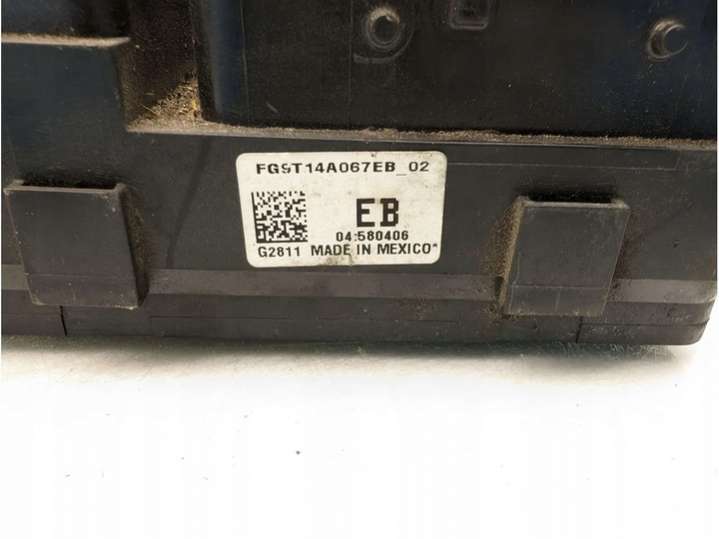 FG9T14A067EB_02
EB
04:580406
G2811 MADE IN MEXICO*